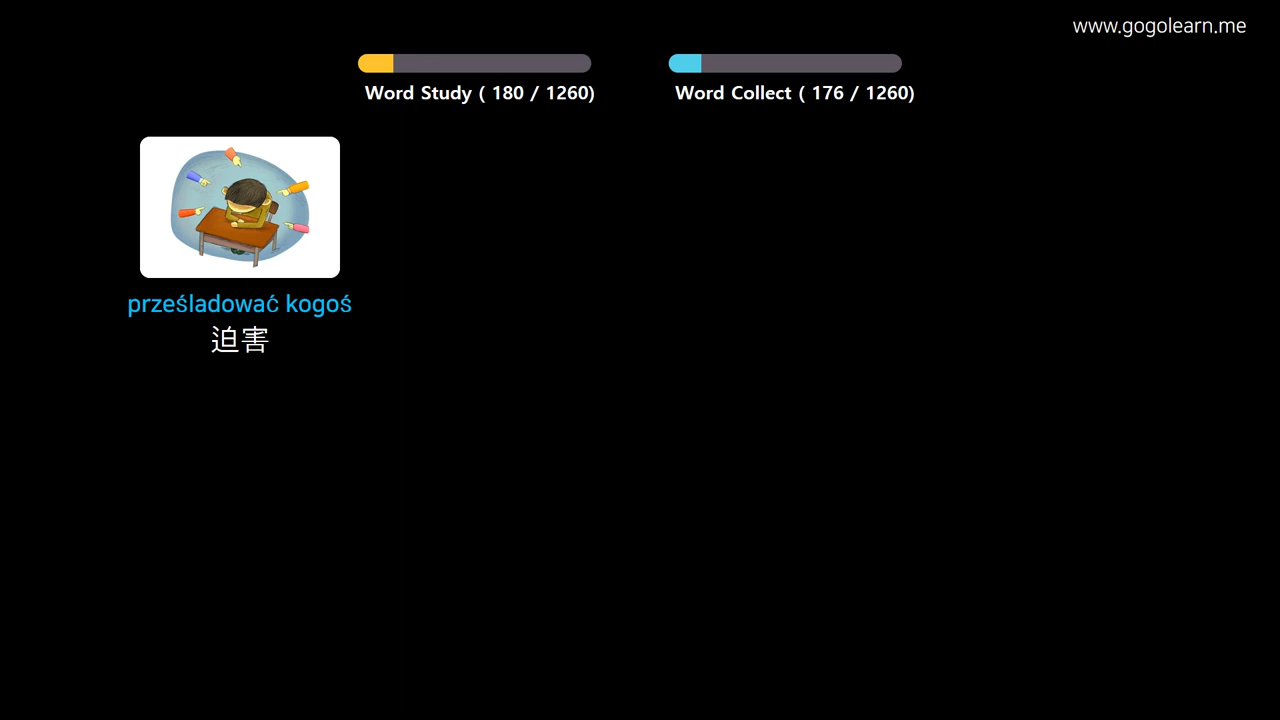 www.gogolearn.me
Word Study ( 180 / 1260)
Word Collect ( 176 / 1260)
prześladować kogoś
迫害